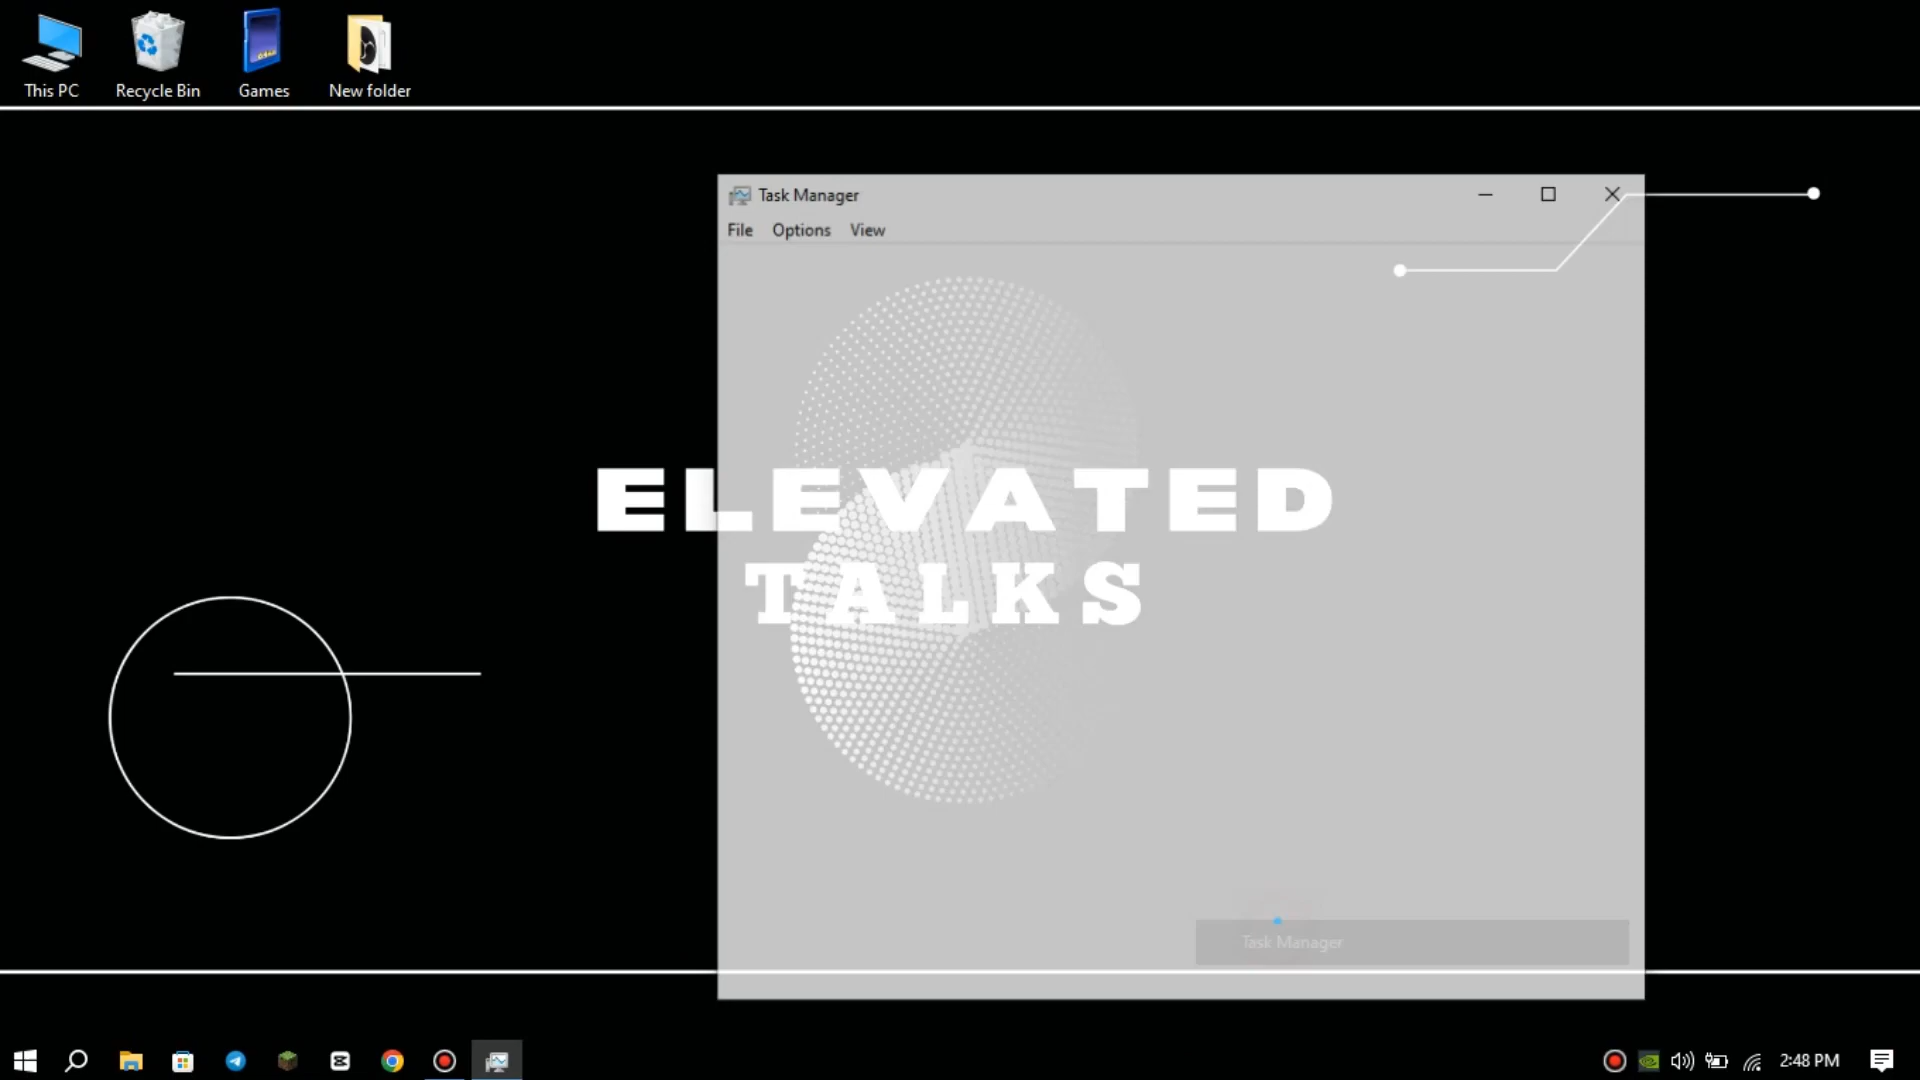 This PC
Recycle Bin
Games
New folder
Task Manager
File Options View
ELEVATED
TALKS
Task Manager
2:48 PM